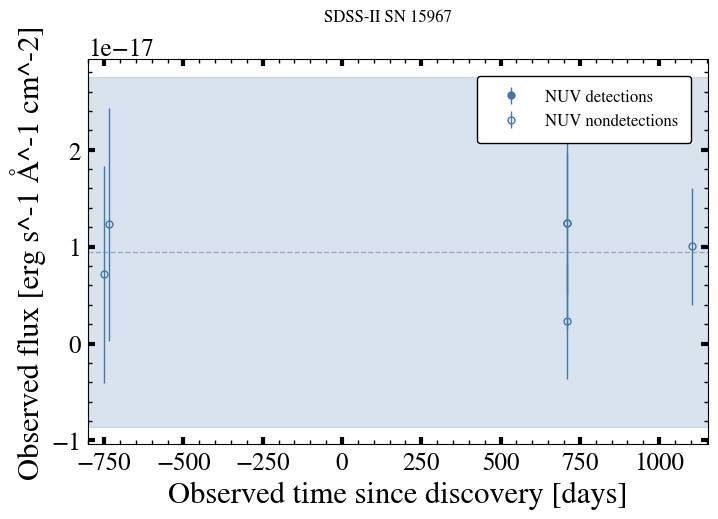 SDSS-II SN 15967
1e−17
Observed flux [erg s^-1 Å^-1 cm^-2]
2
1
0
−1
NUV detections
NUV nondetections
−750 −500 −250 0 250 500 750 1000
Observed time since discovery [days]